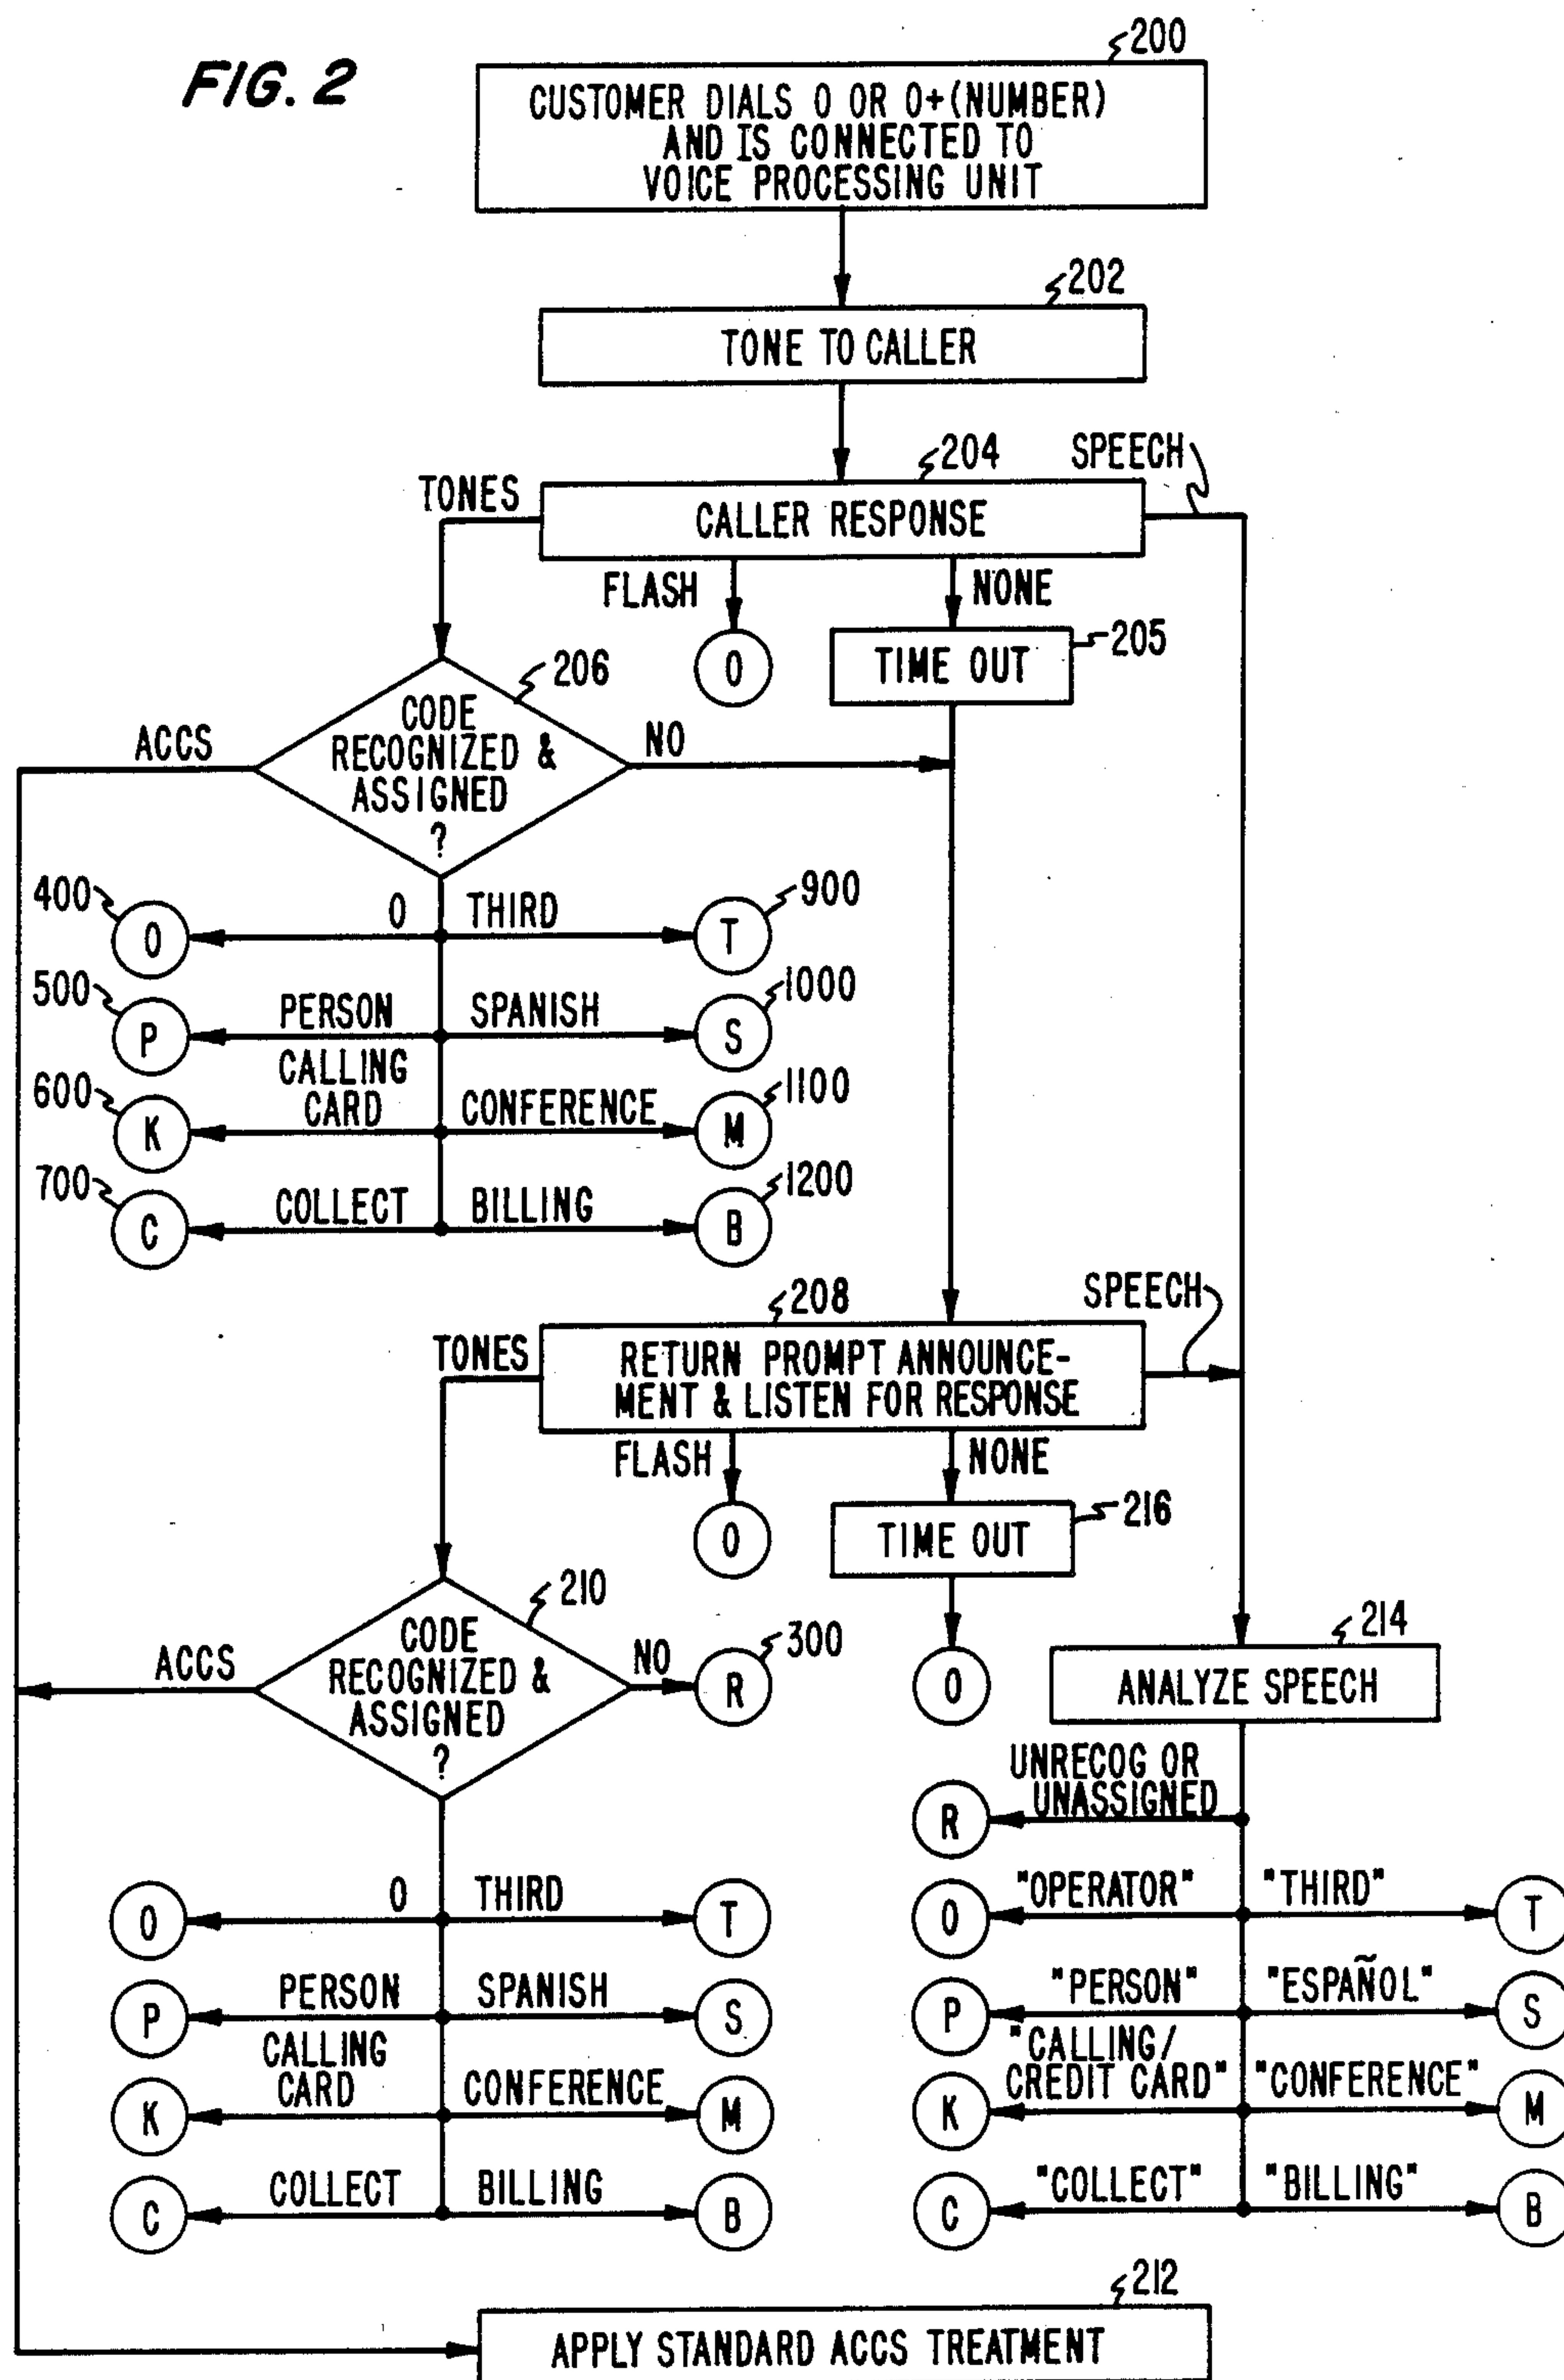 FIG. 2
200
CUSTOMER DIALS 0 OR 0+(NUMBER)
AND IS CONNECTED TO
VOICE PROCESSING UNIT
202
TONE TO CALLER
204
SPEECH
TONES
CALLER RESPONSE
FLASH
NONE
O
TIME OUT
205
206
CODE
RECOGNIZED &
ASSIGNED
?
ACCS
NO
400
O
0
THIRD
T
900
500
P
PERSON
SPANISH
S
1000
600
K
CALLING
CARD
CONFERENCE
M
1100
700
C
COLLECT
BILLING
B
1200
208
SPEECH
TONES
RETURN PROMPT ANNOUNCE-
MENT & LISTEN FOR RESPONSE
FLASH
NONE
O
TIME OUT
216
O
210
CODE
RECOGNIZED &
ASSIGNED
?
ACCS
NO
R
300
214
ANALYZE SPEECH
UNRECOG OR
UNASSIGNED
R
O
0
THIRD
T
P
PERSON
SPANISH
S
K
CALLING
CARD
CONFERENCE
M
C
COLLECT
BILLING
B
O
"OPERATOR"
"THIRD"
T
P
"PERSON"
"ESPAÑOL"
S
K
"CALLING/
CREDIT CARD"
"CONFERENCE"
M
C
"COLLECT"
"BILLING"
B
212
APPLY STANDARD ACCS TREATMENT